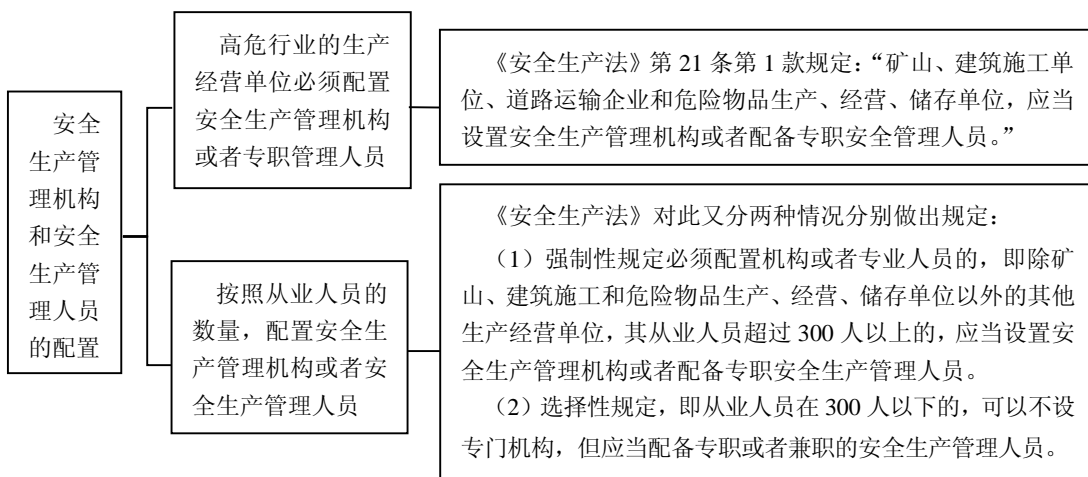 安全
生产管
理机构
和安全
生产管
理人员
的配置
高危行业的生产
经营单位必须配置
安全生产管理机构
或者专职管理人员
《安全生产法》第 21 条第 1 款规定：“矿山、建筑施工单
位、道路运输企业和危险物品生产、经营、储存单位，应当
设置安全生产管理机构或者配备专职安全管理人员。”
按照从业人员的
数量，配置安全生
产管理机构或者安
全生产管理人员
《安全生产法》对此又分两种情况分别做出规定：
（1）强制性规定必须配置机构或者专业人员的，即除矿
山、建筑施工和危险物品生产、经营、储存单位以外的其他
生产经营单位，其从业人员超过 300 人以上的，应当设置安
全生产管理机构或者配备专职安全生产管理人员。
（2）选择性规定，即从业人员在 300 人以下的，可以不设
专门机构，但应当配备专职或者兼职的安全生产管理人员。